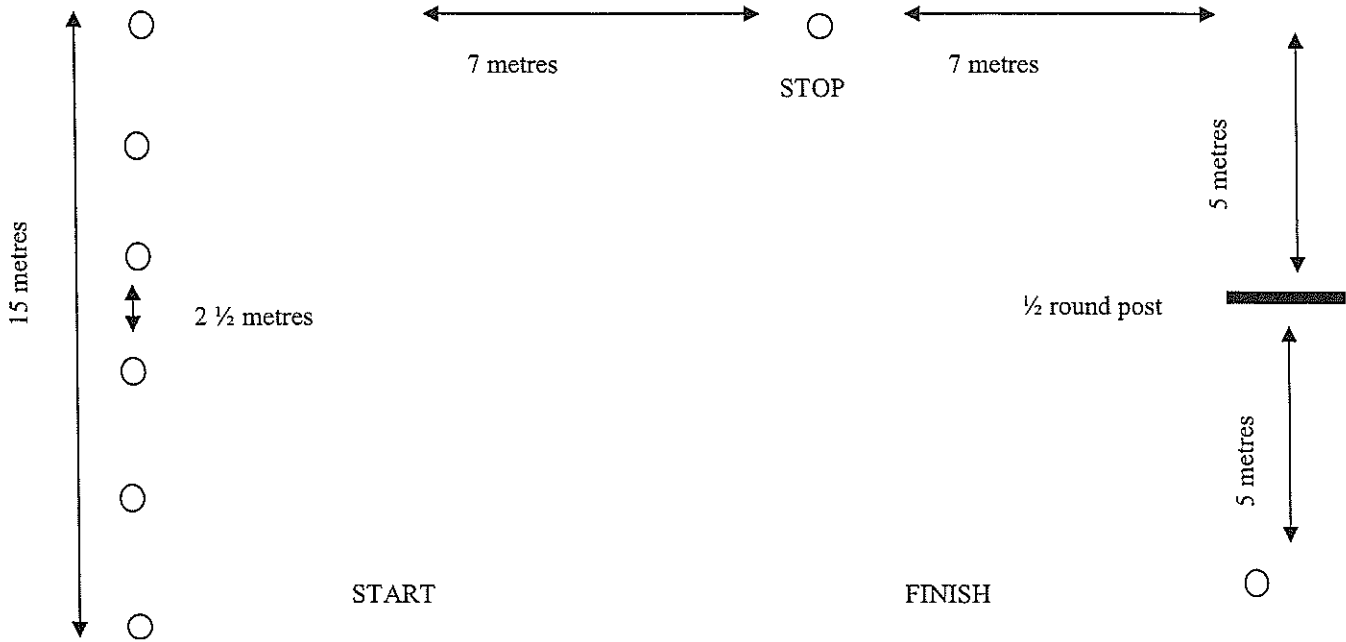 7 metres
7 metres
STOP
5 metres
15 metres
2 ½ metres
½ round post
5 metres
START
FINISH